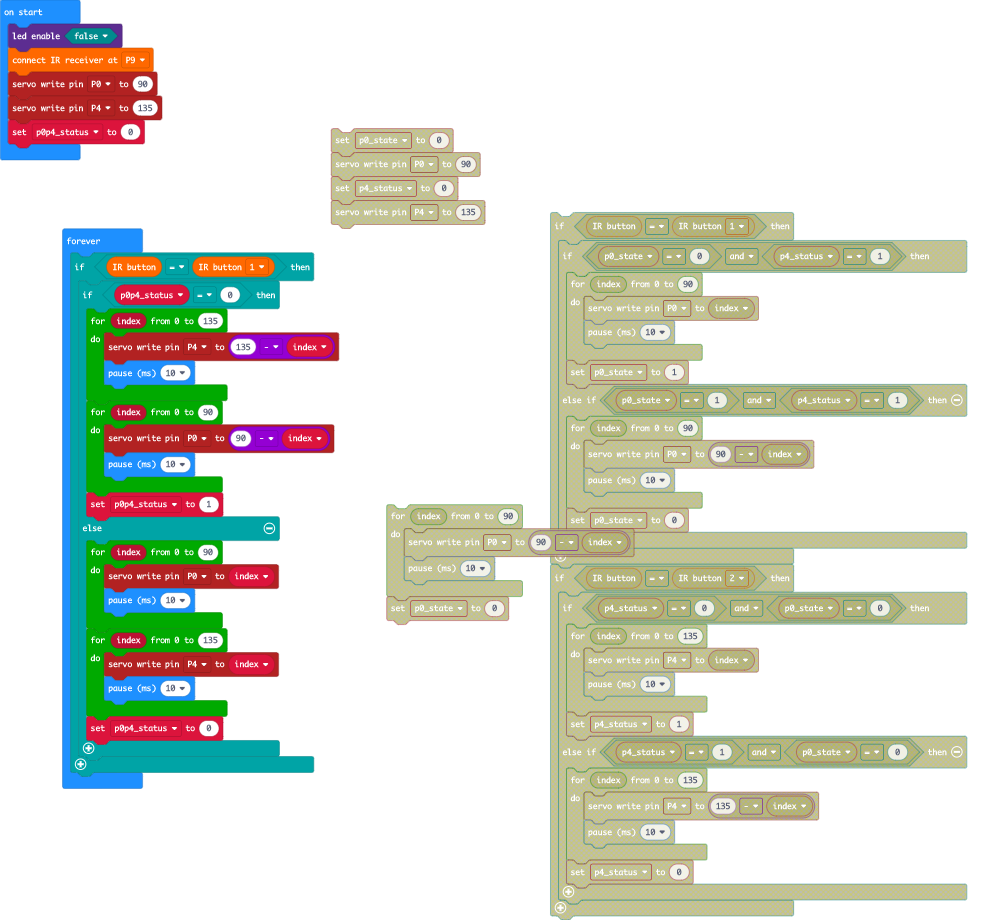 on start
led enable false
connect IR receiver at P9
servo write pin P0 to 90
servo write pin P4 to 135
set p0p4_status to 0
set p0_state to 0
servo write pin P0 to 90
set p4_status to 0
servo write pin P4 to 135
forever
if IR button = IR button 1 then
if p0p4_status = 0 then
for index from 0 to 135
do
servo write pin P4 to 135 - index
pause (ms) 10
for index from 0 to 90
do
servo write pin P0 to 90 - index
pause (ms) 10
set p0p4_status to 1
else
for index from 0 to 90
do
servo write pin P0 to index
pause (ms) 10
for index from 0 to 135
do
servo write pin P4 to index
pause (ms) 10
set p0p4_status to 0
for index from 0 to 90
do
servo write pin P0 to 90 - index
pause (ms) 10
set p0_state to 0
if IR button = IR button 1 then
if p0_state = 0 and p4_status = 1 then
for index from 0 to 90
do
servo write pin P0 to index
pause (ms) 10
set p0_state to 1
else if p0_state = 1 and p4_status = 1 then
for index from 0 to 90
do
servo write pin P0 to 90 - index
pause (ms) 10
set p0_state to 0
if IR button = IR button 2 then
if p4_status = 0 and p0_state = 0 then
for index from 0 to 135
do
servo write pin P4 to index
pause (ms) 10
set p4_status to 1
else if p4_status = 1 and p0_state = 0 then
for index from 0 to 135
do
servo write pin P4 to 135 - index
pause (ms) 10
set p4_status to 0